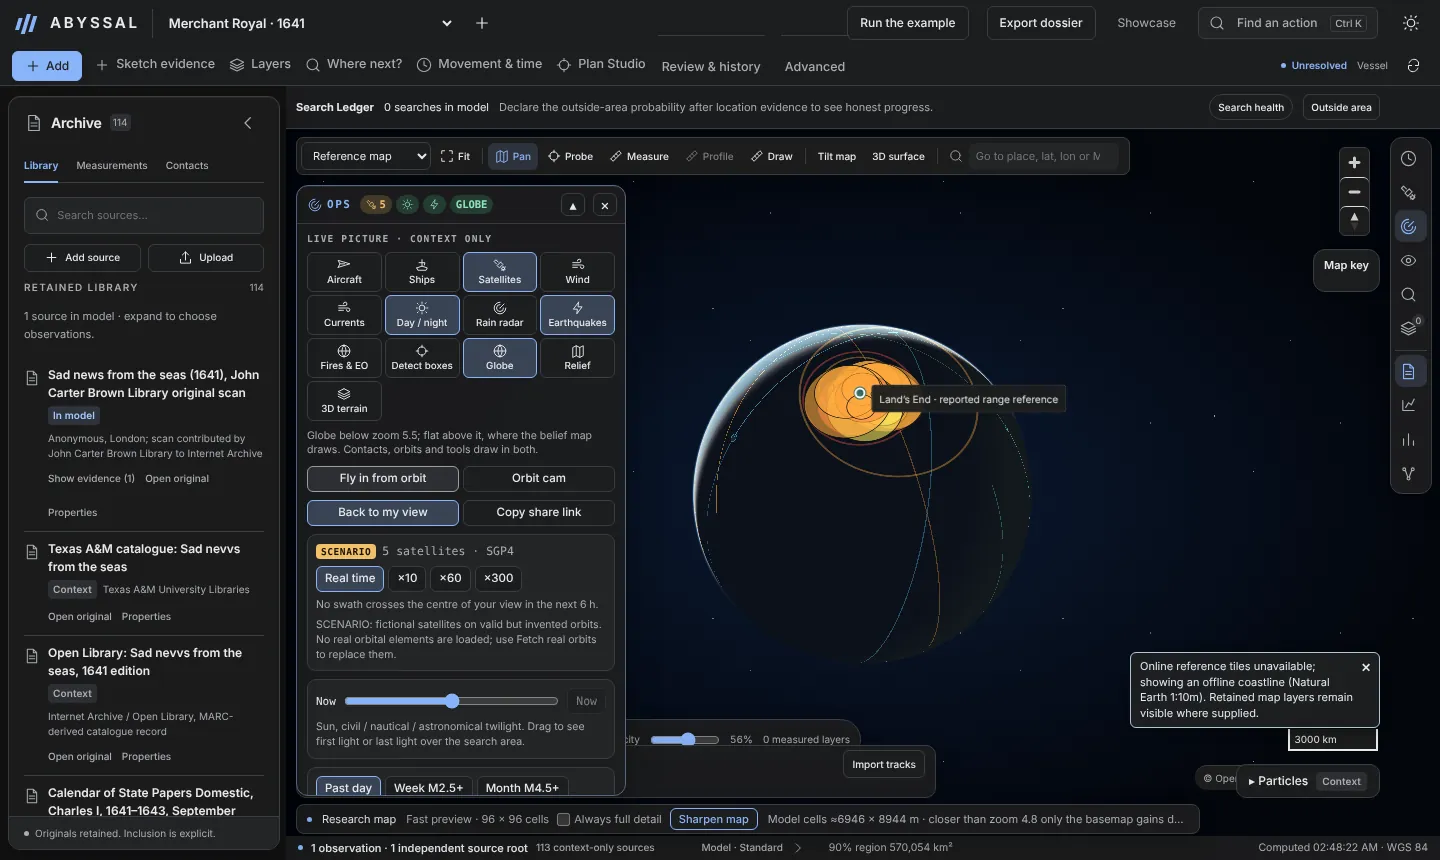 ABYSSAL
Merchant Royal · 1641
Run the example
Export dossier
Showcase
Find an action
Ctrl K
Add
Sketch evidence
Layers
Where next?
Movement & time
Plan Studio
Review & history
Advanced
Unresolved
Vessel
Archive
114
Library
Measurements
Contacts
Search sources...
Add source
Upload
RETAINED LIBRARY
114
1 source in model · expand to choose
observations.
Sad news from the seas (1641), John
Carter Brown Library original scan
In model
Anonymous, London; scan contributed by
John Carter Brown Library to Internet Archive
Show evidence (1)
Open original
Properties
Texas A&M catalogue: Sad nevvs
from the seas
Context
Texas A&M University Libraries
Open original
Properties
Open Library: Sad nevvs from the
seas, 1641 edition
Context
Internet Archive / Open Library, MARC-
derived catalogue record
Open original
Properties
Calendar of State Papers Domestic,
Charles I, 1641–1643, September
Originals retained. Inclusion is explicit.
Search Ledger
0 searches in model
Declare the outside-area probability after location evidence to see honest progress.
Search health
Outside area
Reference map
Fit
Pan
Probe
Measure
Profile
Draw
Tilt map
3D surface
Go to place, lat, lon or M
OPS
5
GLOBE
LIVE PICTURE · CONTEXT ONLY
Aircraft
Ships
Satellites
Wind
Currents
Day / night
Rain radar
Earthquakes
Fires & EO
Detect boxes
Globe
Relief
3D terrain
Globe below zoom 5.5; flat above it, where the belief map
draws. Contacts, orbits and tools draw in both.
Fly in from orbit
Orbit cam
Back to my view
Copy share link
SCENARIO
5 satellites · SGP4
Real time
×10
×60
×300
No swath crosses the centre of your view in the next 6 h.
SCENARIO: fictional satellites on valid but invented orbits.
No real orbital elements are loaded; use Fetch real orbits
to replace them.
Now
Now
Sun, civil / nautical / astronomical twilight. Drag to see
first light or last light over the search area.
Past day
Week M2.5+
Month M4.5+
Land's End · reported range reference
Map key
0
Online reference tiles unavailable;
showing an offline coastline (Natural
Earth 1:10m). Retained map layers remain
visible where supplied.
3000 km
city
56%
0 measured layers
Import tracks
© Ope
▸ Particles
Context
Research map
Fast preview · 96 × 96 cells
Always full detail
Sharpen map
Model cells ≈6946 × 8944 m · closer than zoom 4.8 only the basemap gains d...
1 observation · 1 independent source root
113 context-only sources
Model · Standard
90% region 570,054 km²
Computed 02:48:22 AM · WGS 84